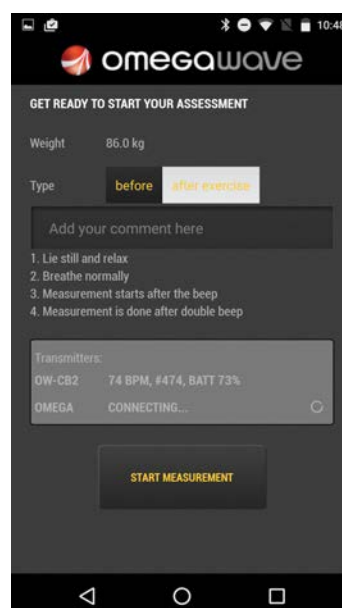 10:48
omegawave
GET READY TO START YOUR ASSESSMENT
Weight 86.0 kg
Type before after exercise
Add your comment here
1. Lie still and relax
2. Breathe normally
3. Measurement starts after the beep
4. Measurement is done after double beep
Transmitters:
OW-CB2 74 BPM, #474, BATT 73%
OMEGA CONNECTING...
START MEASUREMENT